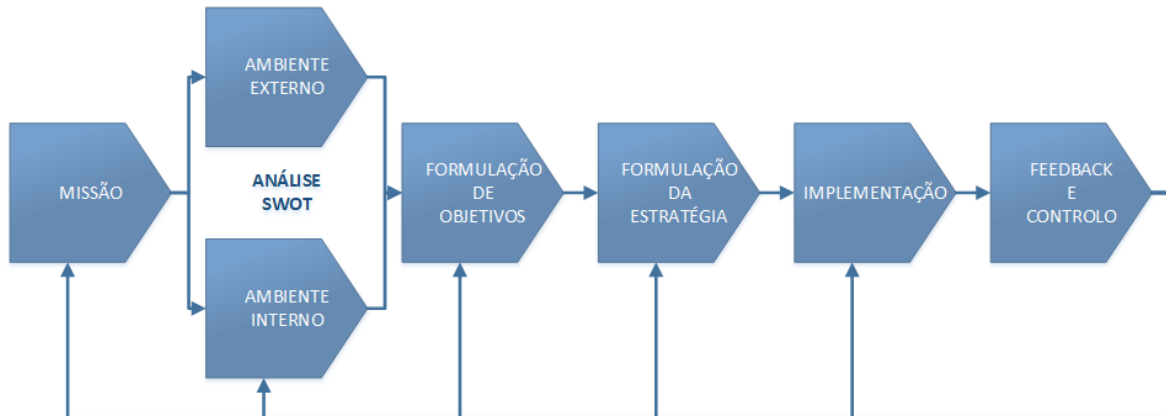 MISSÃO
AMBIENTE
EXTERNO
ANÁLISE
SWOT
AMBIENTE
INTERNO
FORMULAÇÃO
DE
OBJETIVOS
FORMULAÇÃO
DA
ESTRATÉGIA
IMPLEMENTAÇÃO
FEEDBACK
E
CONTROLO